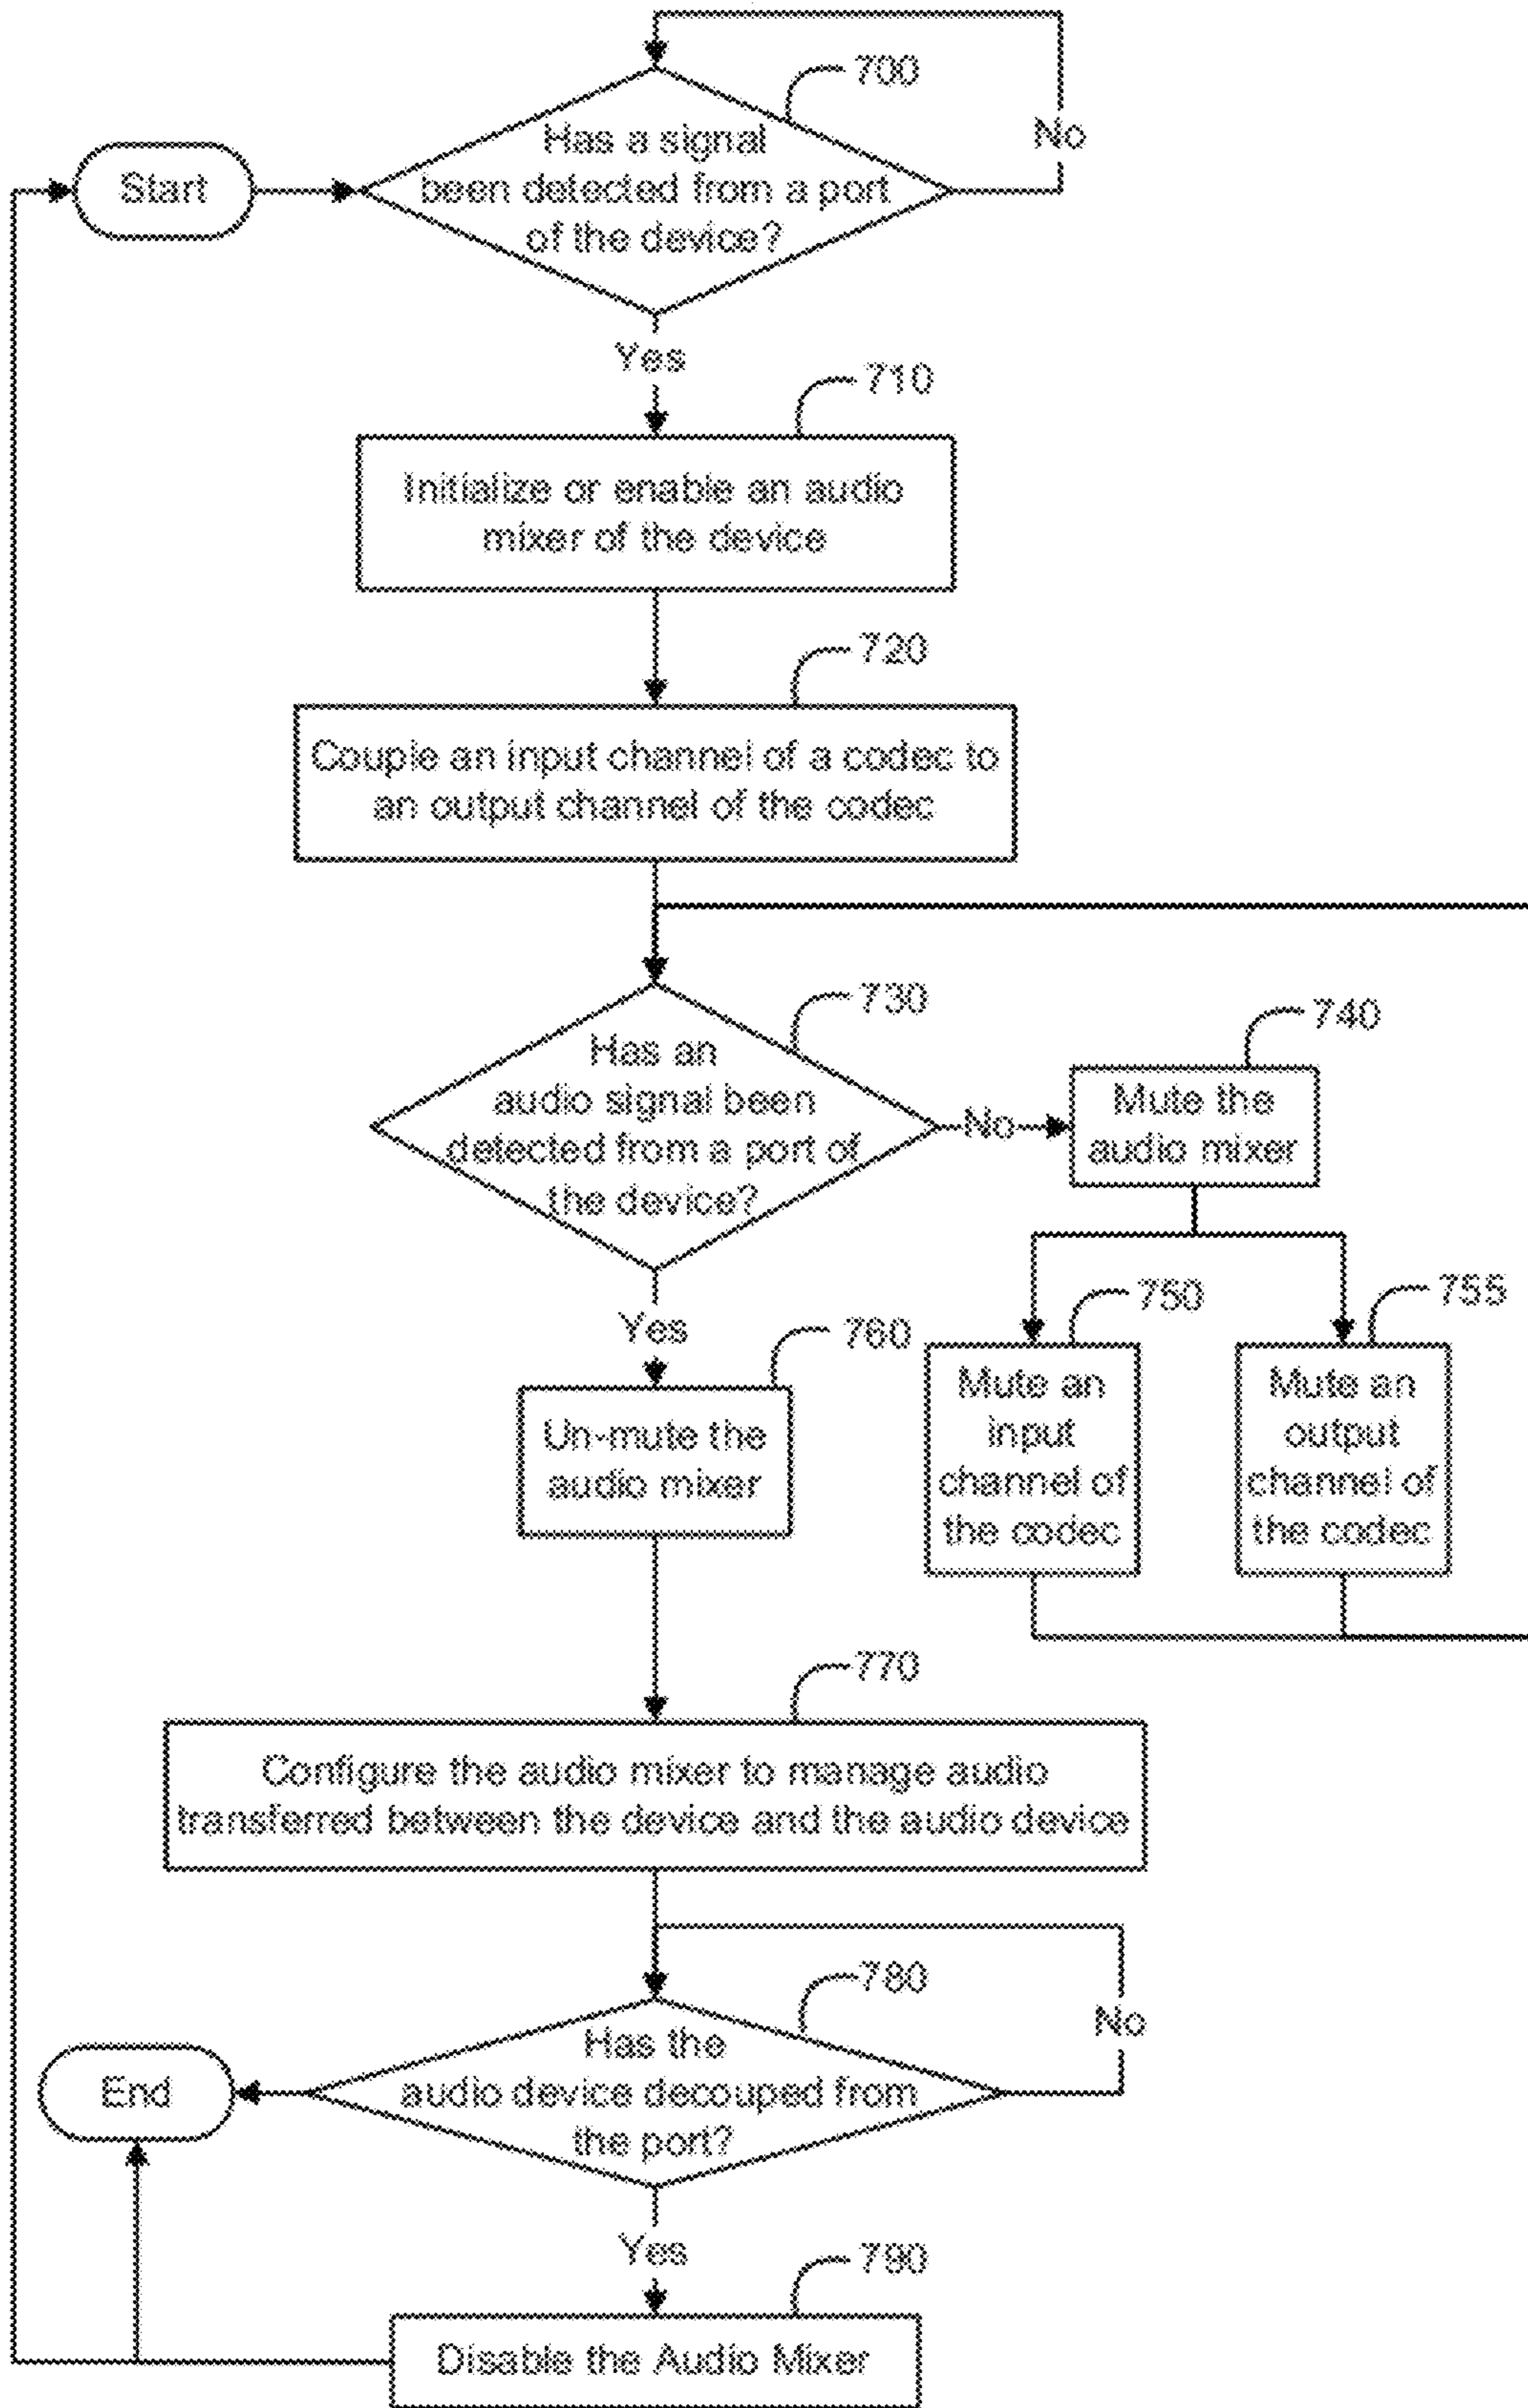 700
Has a signal
been detected from a port
of the device?
No
Start
Yes
710
Initialize or enable an audio
mixer of the device
720
Couple an input channel of a codec to
an output channel of the codec
730
Has an
audio signal been
detected from a port of
the device?
No
740
Mute the
audio mixer
Yes
760
Un-mute the
audio mixer
750
Mute an
input
channel of
the codec
755
Mute an
output
channel of
the codec
770
Configure the audio mixer to manage audio
transferred between the device and the audio device
780
Has the
audio device decouped from
the port?
No
End
Yes
790
Disable the Audio Mixer